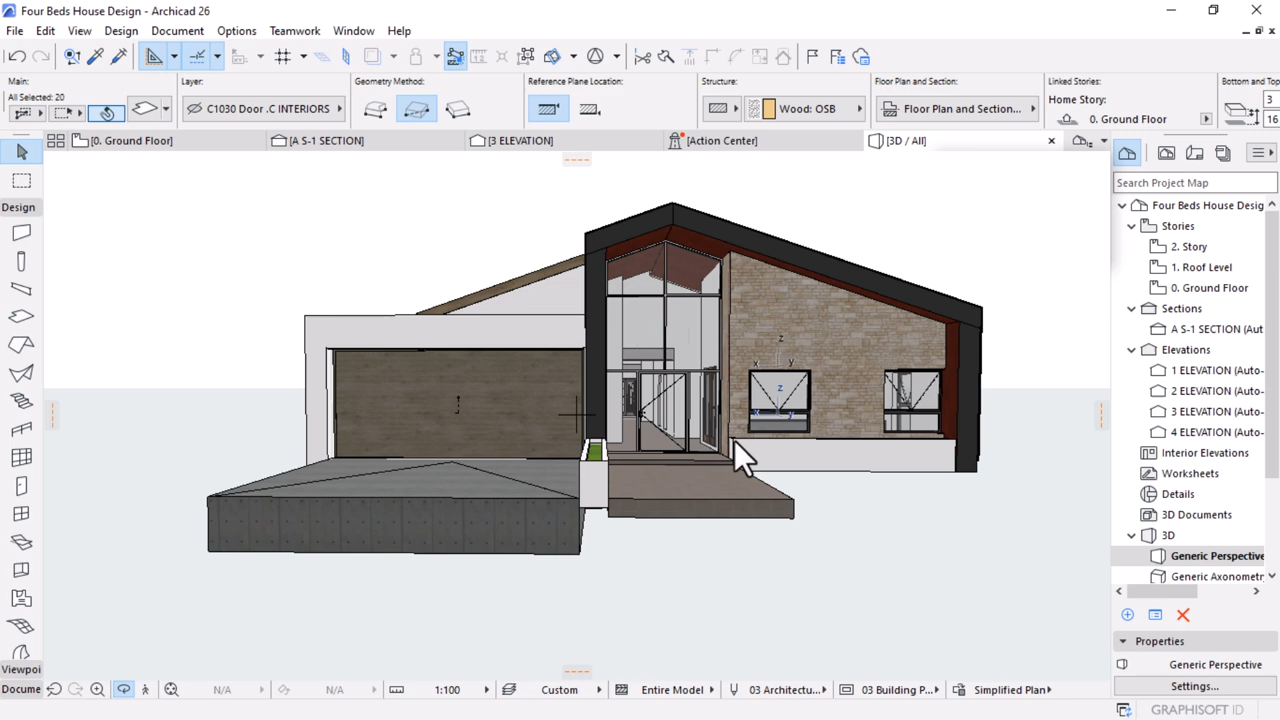 Four Beds House Design - Archicad 26
File Edit View Design Document Options Teamwork Window Help
Main:
All Selected: 20
Layer:
C1030 Door .C INTERIORS
Geometry Method:
Reference Plane Location:
Structure:
Wood: OSB
Floor Plan and Section:
Floor Plan and Section...
Linked Stories:
Home Story:
0. Ground Floor
Bottom and Top
3
16
[0. Ground Floor]
[A S-1 SECTION]
[3 ELEVATION]
[Action Center]
[3D / All]
Design
Search Project Map
Four Beds House Desig
Stories
2. Story
1. Roof Level
0. Ground Floor
Sections
A S-1 SECTION (Aut
Elevations
1 ELEVATION (Auto-
2 ELEVATION (Auto-
3 ELEVATION (Auto-
4 ELEVATION (Auto-
Interior Elevations
Worksheets
Details
3D Documents
3D
Generic Perspective
Generic Axonometr
z
x y
z
x y
Properties
Generic Perspective
Settings...
Viewpoi
Docume
N/A
N/A
1:100
Custom
Entire Model
03 Architectu...
03 Building P...
Simplified Plan
GRAPHISOFT ID